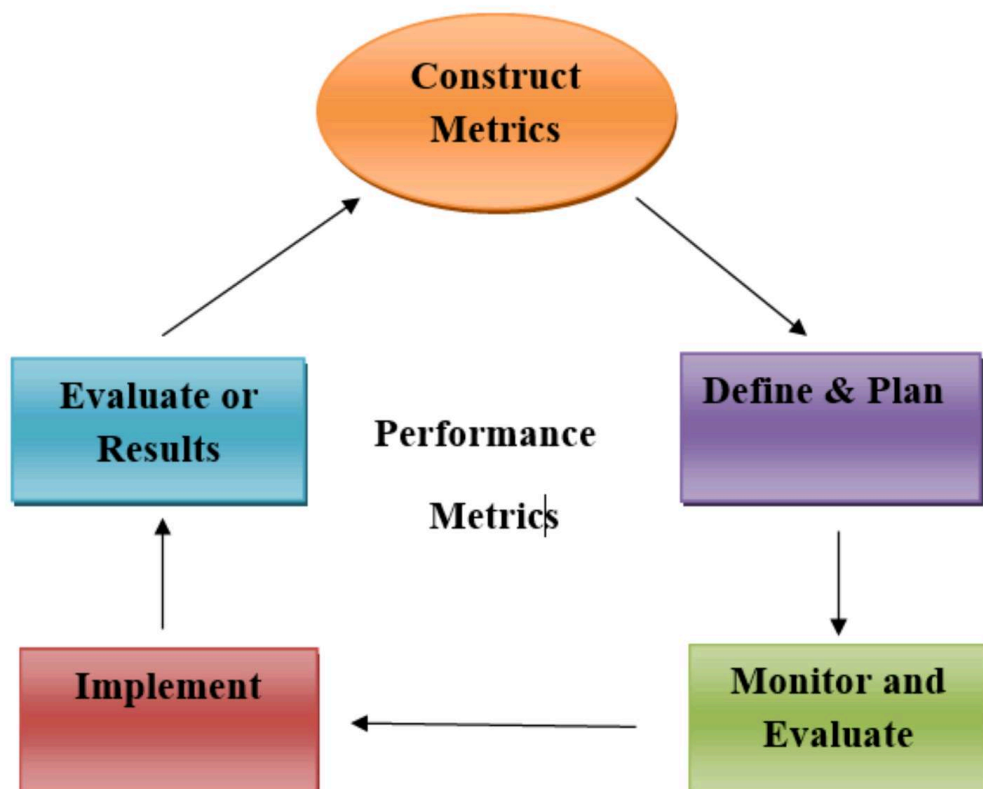 Construct
Metrics
Evaluate or
Results
Performance
Metrics
Define & Plan
Implement
Monitor and
Evaluate